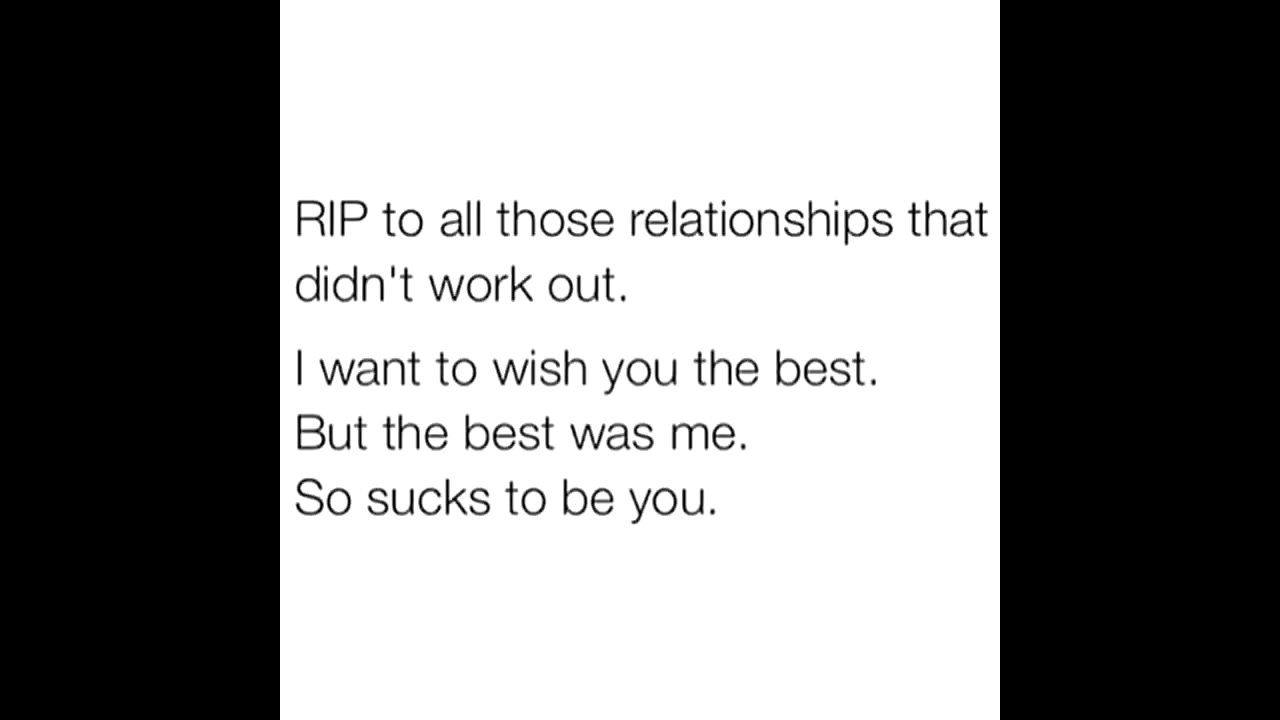 RIP to all those relationships that
didn't work out.
I want to wish you the best.
But the best was me.
So sucks to be you.